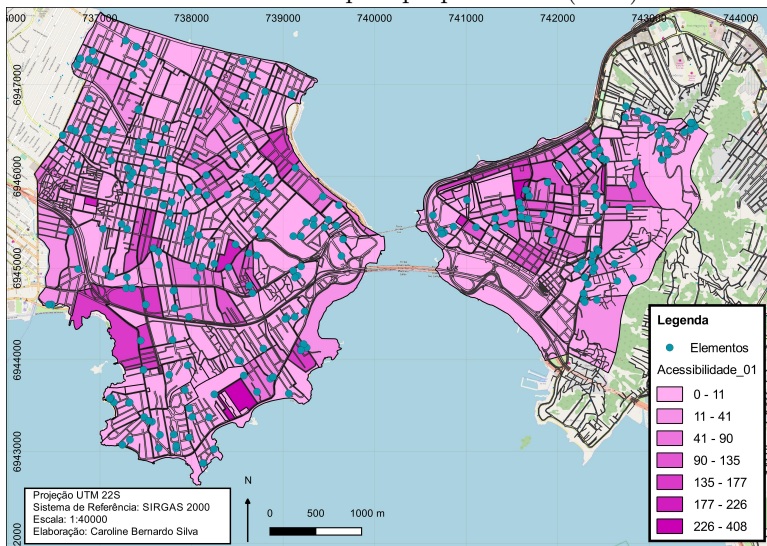 6000
737000
738000
739000
740000
741000
742000
743000
744000
6947000
6946000
6945000
6944000
6943000
2000
Legenda
Elementos
Acessibilidade_01
0 - 11
11 - 41
41 - 90
90 - 135
135 - 177
177 - 226
226 - 408
Projeção UTM 22S
Sistema de Referência: SIRGAS 2000
Escala: 1:40000
Elaboração: Caroline Bernardo Silva
N
0 500 1000 m